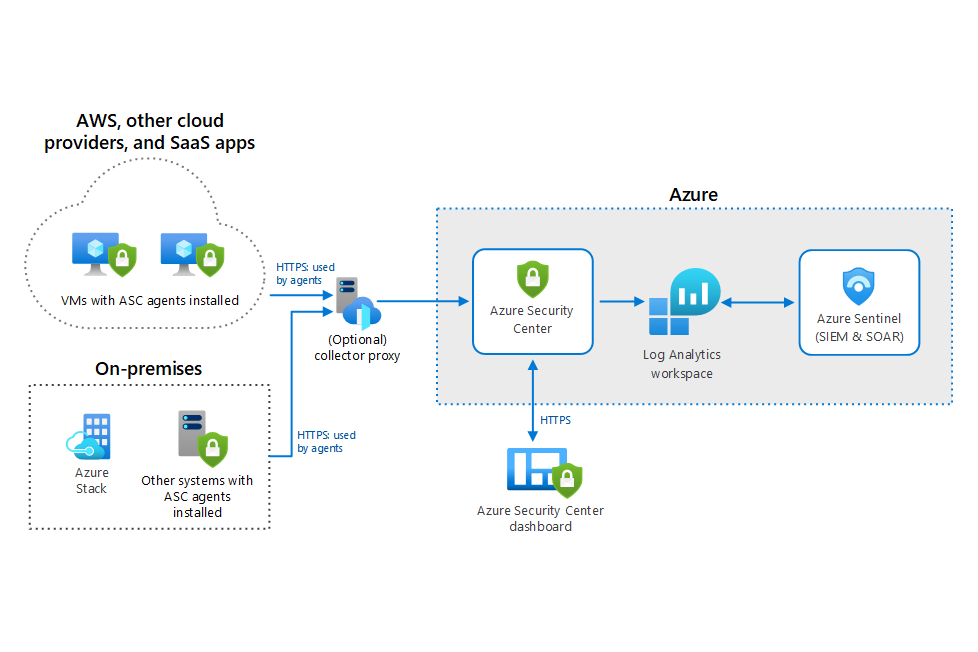 AWS, other cloud
providers, and SaaS apps
VMs with ASC agents installed
HTTPS: used
by agents
(Optional)
collector proxy
On-premises
Azure
Stack
Other systems with
ASC agents
installed
HTTPS: used
by agents
Azure
Azure Security
Center
Log Analytics
workspace
Azure Sentinel
(SIEM & SOAR)
HTTPS
Azure Security Center
dashboard